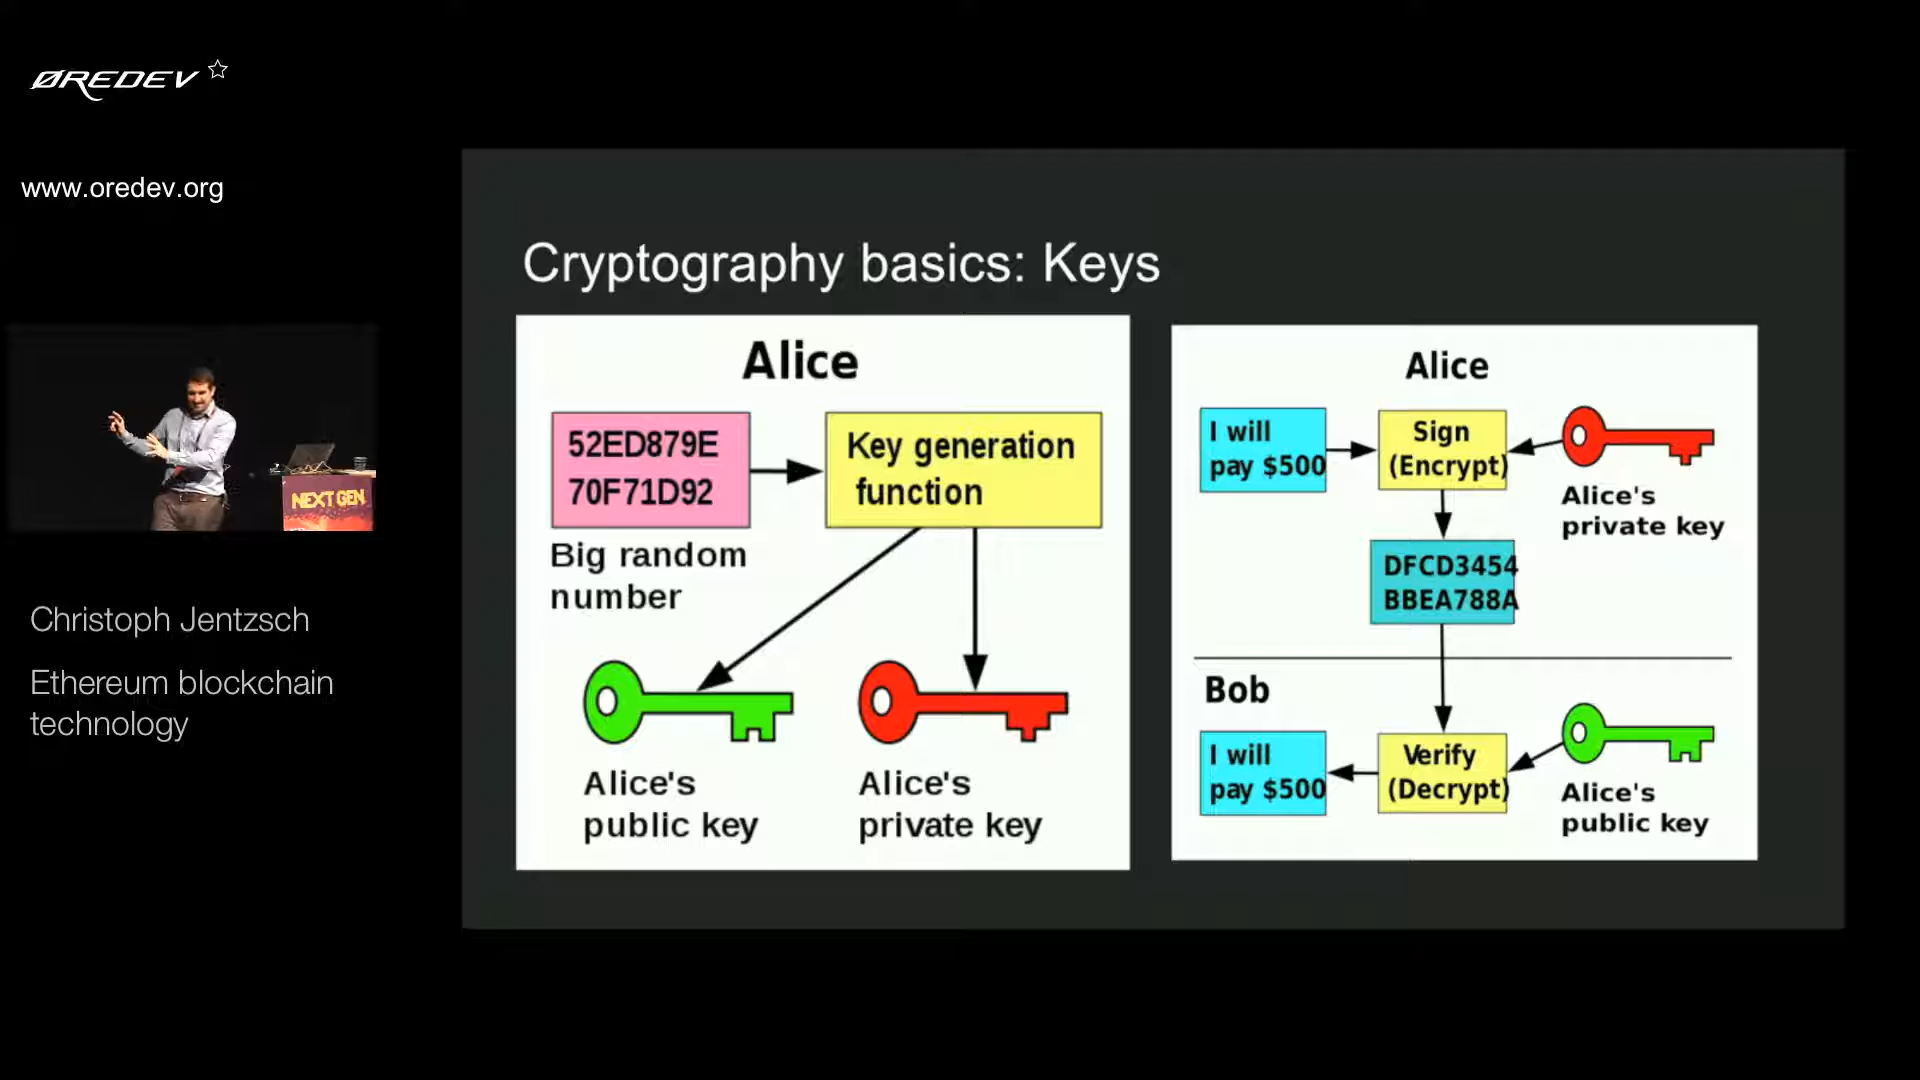 ØREDEV
www.oredev.org
Cryptography basics: Keys
Alice
52ED879E
70F71D92
Key generation
function
Big random
number
Alice's
public key
Alice's
private key
Alice
I will
pay $500
Sign
(Encrypt)
Alice's
private key
DFCD3454
BBEA788A
Bob
I will
pay $500
Verify
(Decrypt)
Alice's
public key
NEXT GEN
Christoph Jentzsch
Ethereum blockchain
technology